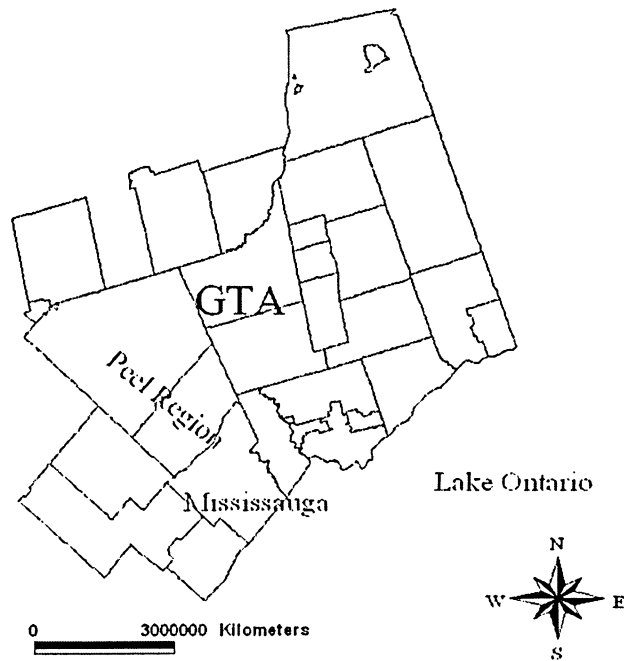 GTA
Peel Region
Mississauga
Lake Ontario
N
W E
S
0 3000000 Kilometers